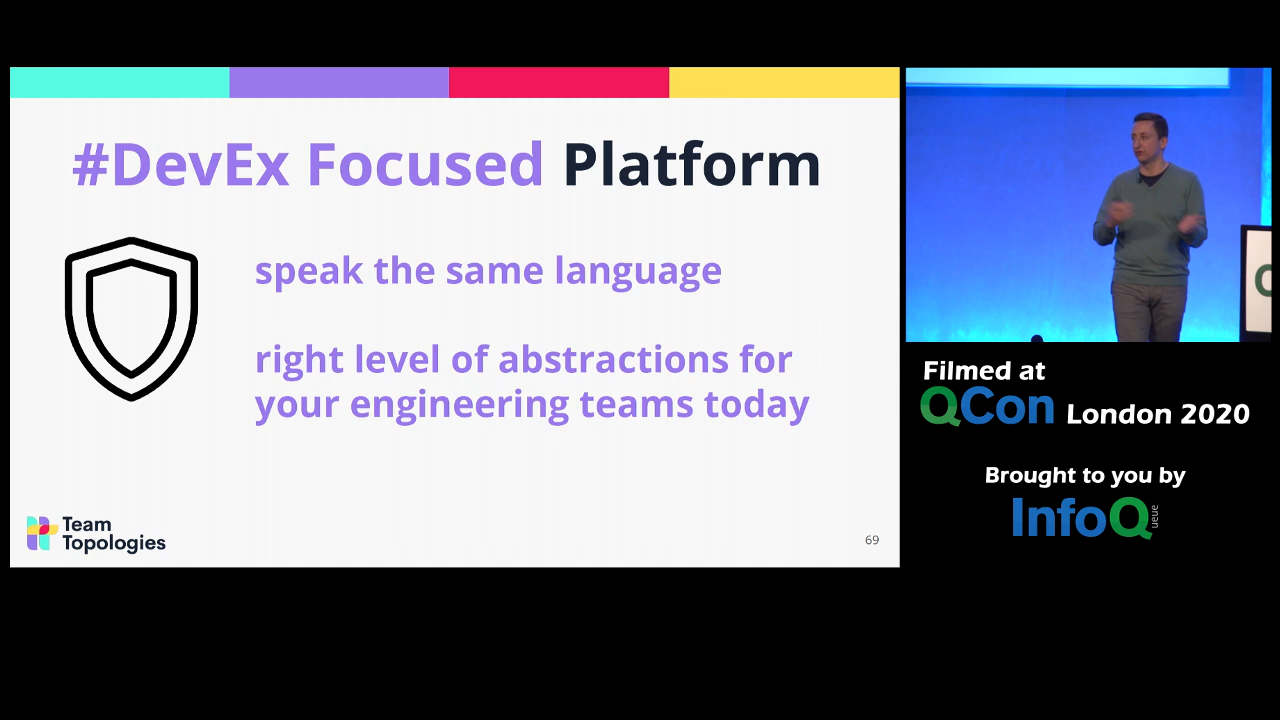 #DevEx Focused Platform
speak the same language
right level of abstractions for
your engineering teams today
Team
Topologies
69
Filmed at
QCon London 2020
Brought to you by
InfoQ
ueue